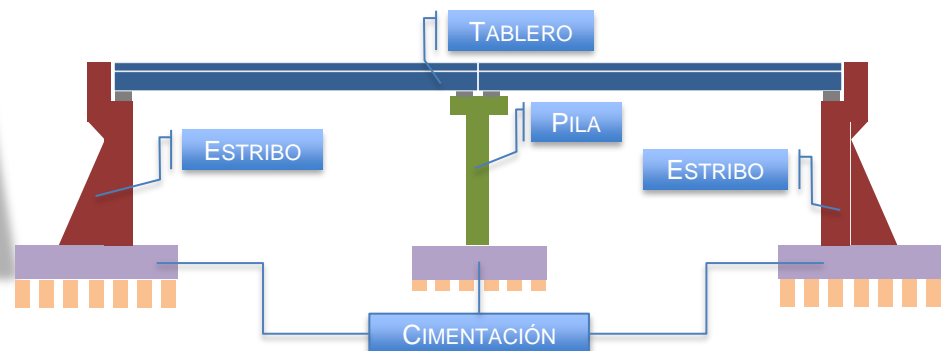 TABLERO
PILA
ESTRIBO
ESTRIBO
CIMENTACIÓN